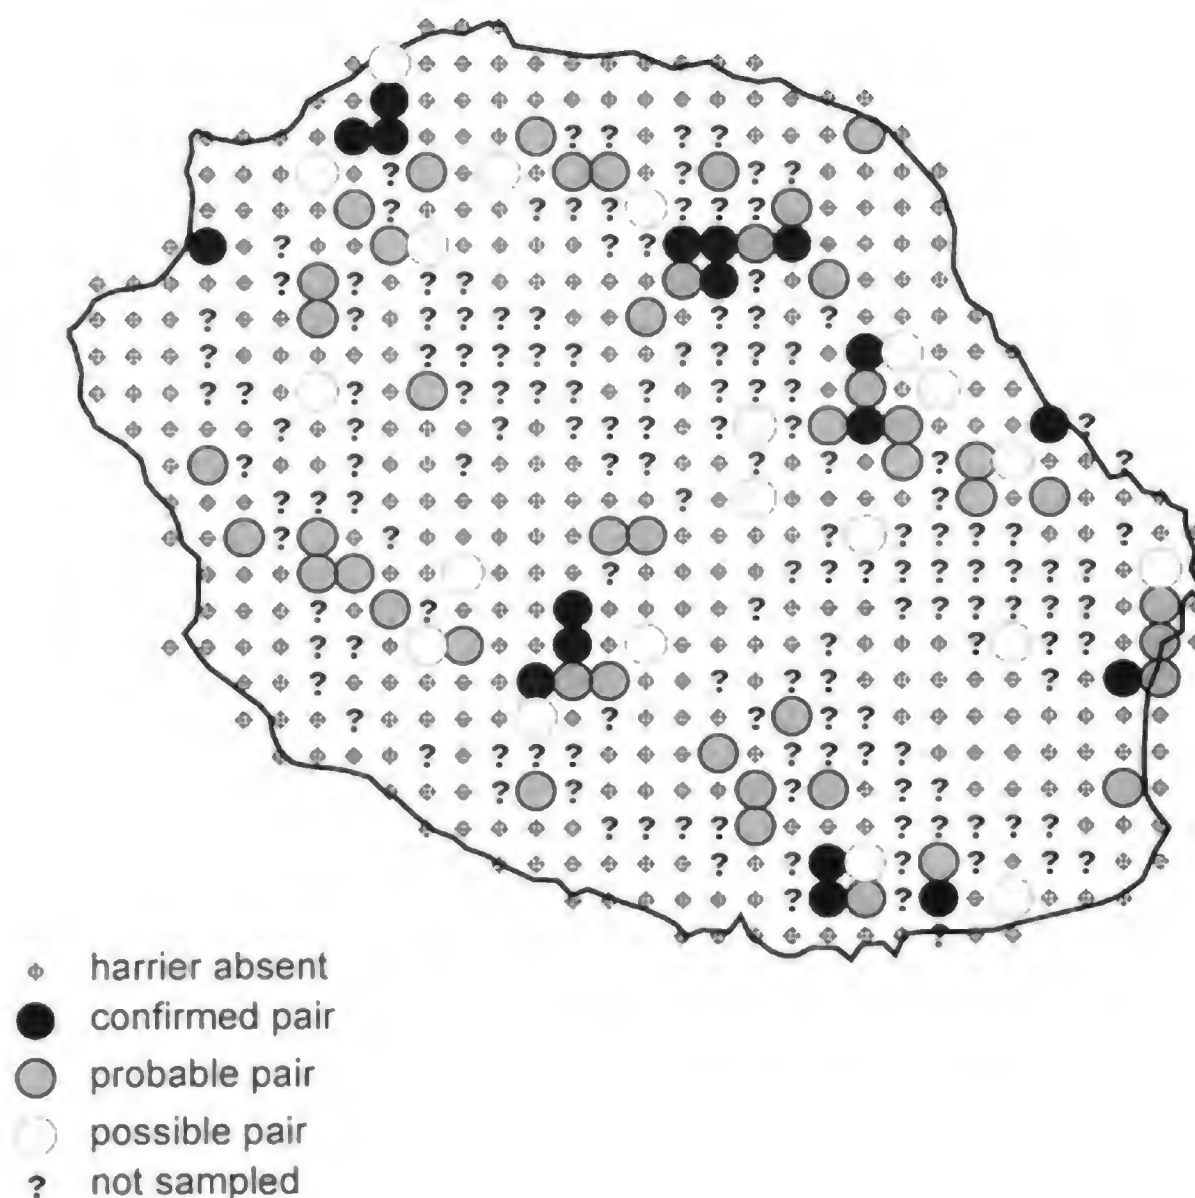 harrier absent
confirmed pair
probable pair
possible pair
? not sampled